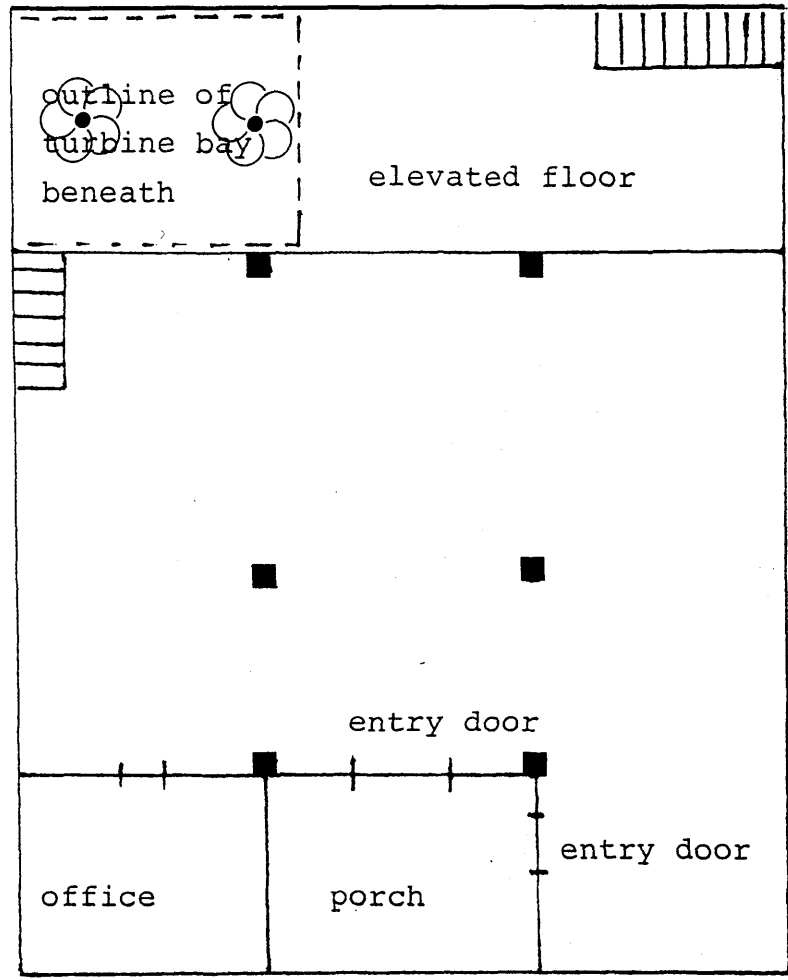 outline of
turbine bay
beneath
elevated floor
entry door
entry door
office
porch